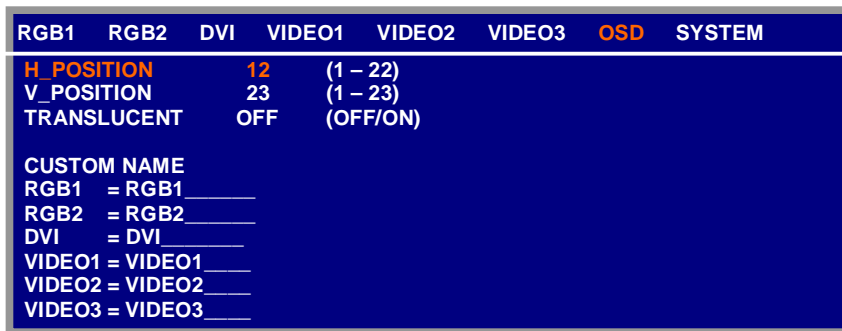 RGB1 RGB2 DVI VIDEO1 VIDEO2 VIDEO3 OSD SYSTEM
H_POSITION 12 (1 – 22)
V_POSITION 23 (1 – 23)
TRANSLUCENT OFF (OFF/ON)
CUSTOM NAME
RGB1 = RGB1______
RGB2 = RGB2______
DVI = DVI_______
VIDEO1 = VIDEO1____
VIDEO2 = VIDEO2____
VIDEO3 = VIDEO3____